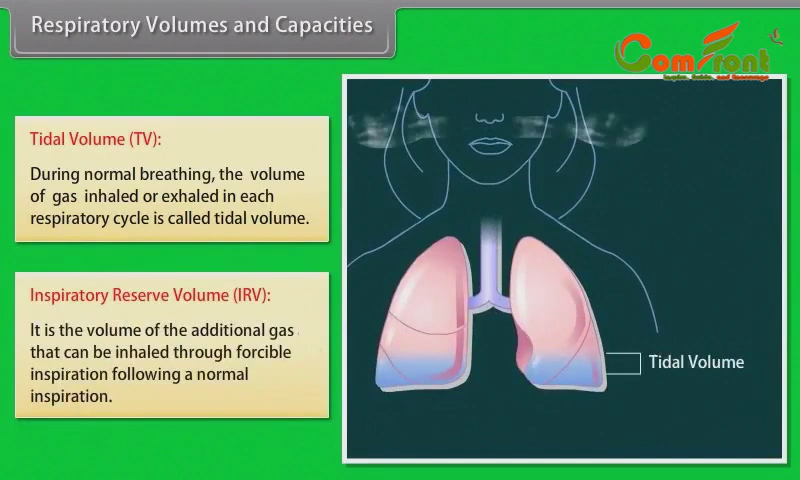 Respiratory Volumes and Capacities
ComFront
Tidal Volume (TV):
During normal breathing, the volume
of gas inhaled or exhaled in each
respiratory cycle is called tidal volume.
Inspiratory Reserve Volume (IRV):
It is the volume of the additional gas
that can be inhaled through forcible
inspiration following a normal
inspiration.
Tidal Volume